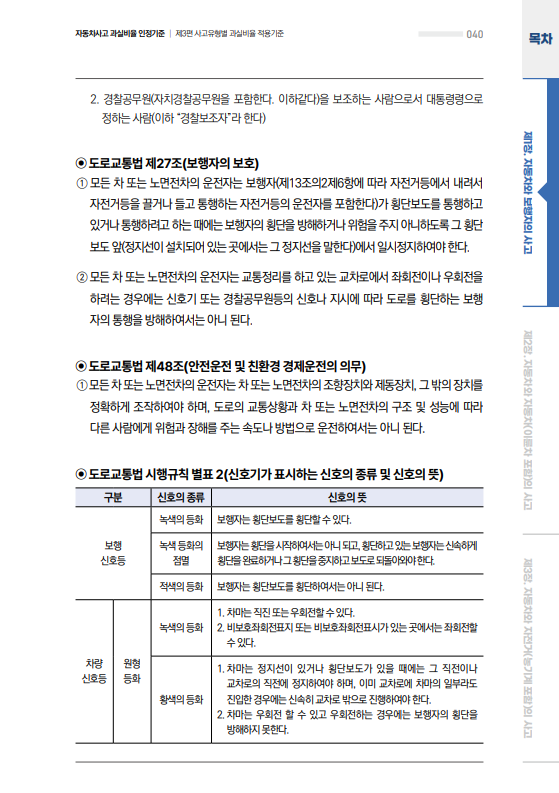 자동차사고 과실비율 인정기준 | 제3편 사고유형별 과실비율 적용기준
040
목차
2. 경찰공무원(자치경찰공무원을 포함한다. 이하같다)을 보조하는 사람으로서 대통령령으로
정하는 사람(이하 "경찰보조자"라 한다)
◉ 도로교통법 제27조(보행자의 보호)
① 모든 차 또는 노면전차의 운전자는 보행자(제13조의2제6항에 따라 자전거등에서 내려서
자전거등을 끌거나 들고 통행하는 자전거등의 운전자를 포함한다)가 횡단보도를 통행하고
있거나 통행하려고 하는 때에는 보행자의 횡단을 방해하거나 위험을 주지 아니하도록 그 횡단
보도 앞(정지선이 설치되어 있는 곳에서는 그 정지선을 말한다)에서 일시정지하여야 한다.
② 모든 차 또는 노면전차의 운전자는 교통정리를 하고 있는 교차로에서 좌회전이나 우회전을
하려는 경우에는 신호기 또는 경찰공무원등의 신호나 지시에 따라 도로를 횡단하는 보행
자의 통행을 방해하여서는 아니 된다.
◉ 도로교통법 제48조(안전운전 및 친환경 경제운전의 의무)
① 모든 차 또는 노면전차의 운전자는 차 또는 노면전차의 조향장치와 제동장치, 그 밖의 장치를
정확하게 조작하여야 하며, 도로의 교통상황과 차 또는 노면전차의 구조 및 성능에 따라
다른 사람에게 위험과 장해를 주는 속도나 방법으로 운전하여서는 아니 된다.
◉ 도로교통법 시행규칙 별표 2(신호기가 표시하는 신호의 종류 및 신호의 뜻)
구분
신호의 종류
신호의 뜻
보행
신호등
녹색의 등화
보행자는 횡단보도를 횡단할 수 있다.
녹색 등화의
점멸
보행자는 횡단을 시작하여서는 아니 되고, 횡단하고 있는 보행자는 신속하게
횡단을 완료하거나 그 횡단을 중지하고 보도로 되돌아와야 한다.
적색의 등화
보행자는 횡단보도를 횡단하여서는 아니 된다.
차량
신호등
원형
등화
녹색의 등화
1. 차마는 직진 또는 우회전할 수 있다.
2. 비보호좌회전표지 또는 비보호좌회전표시가 있는 곳에서는 좌회전할
수 있다.
황색의 등화
1. 차마는 정지선이 있거나 횡단보도가 있을 때에는 그 직전이나
교차로의 직전에 정지하여야 하며, 이미 교차로에 차마의 일부라도
진입한 경우에는 신속히 교차로 밖으로 진행하여야 한다.
2. 차마는 우회전 할 수 있고 우회전하는 경우에는 보행자의 횡단을
방해하지 못한다.
제1장. 자동차와 보행자의 사고
제2장. 자동차와 자동차(이륜차 포함)의 사고
제3장. 자동차와 자전거(농기계 포함)의 사고